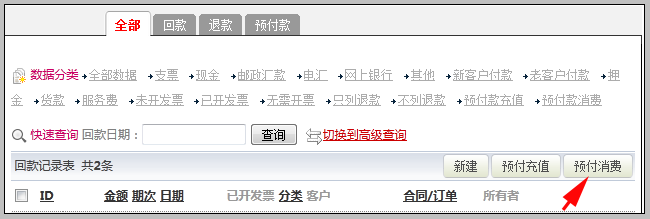 全部 回款 退款 预付款
数据分类 全部数据 支票 现金 邮政汇款 电汇 网上银行 其他 新客户付款 老客户付款 押
金 货款 服务费 未开发票 已开发票 无需开票 只列退款 不列退款 预付款充值 预付款消费
快速查询 回款日期： 查询 切换到高级查询
回款记录表 共2条 新建 预付充值 预付消费
ID 金额 期次 日期 已开发票 分类 客户 合同/订单 所有者